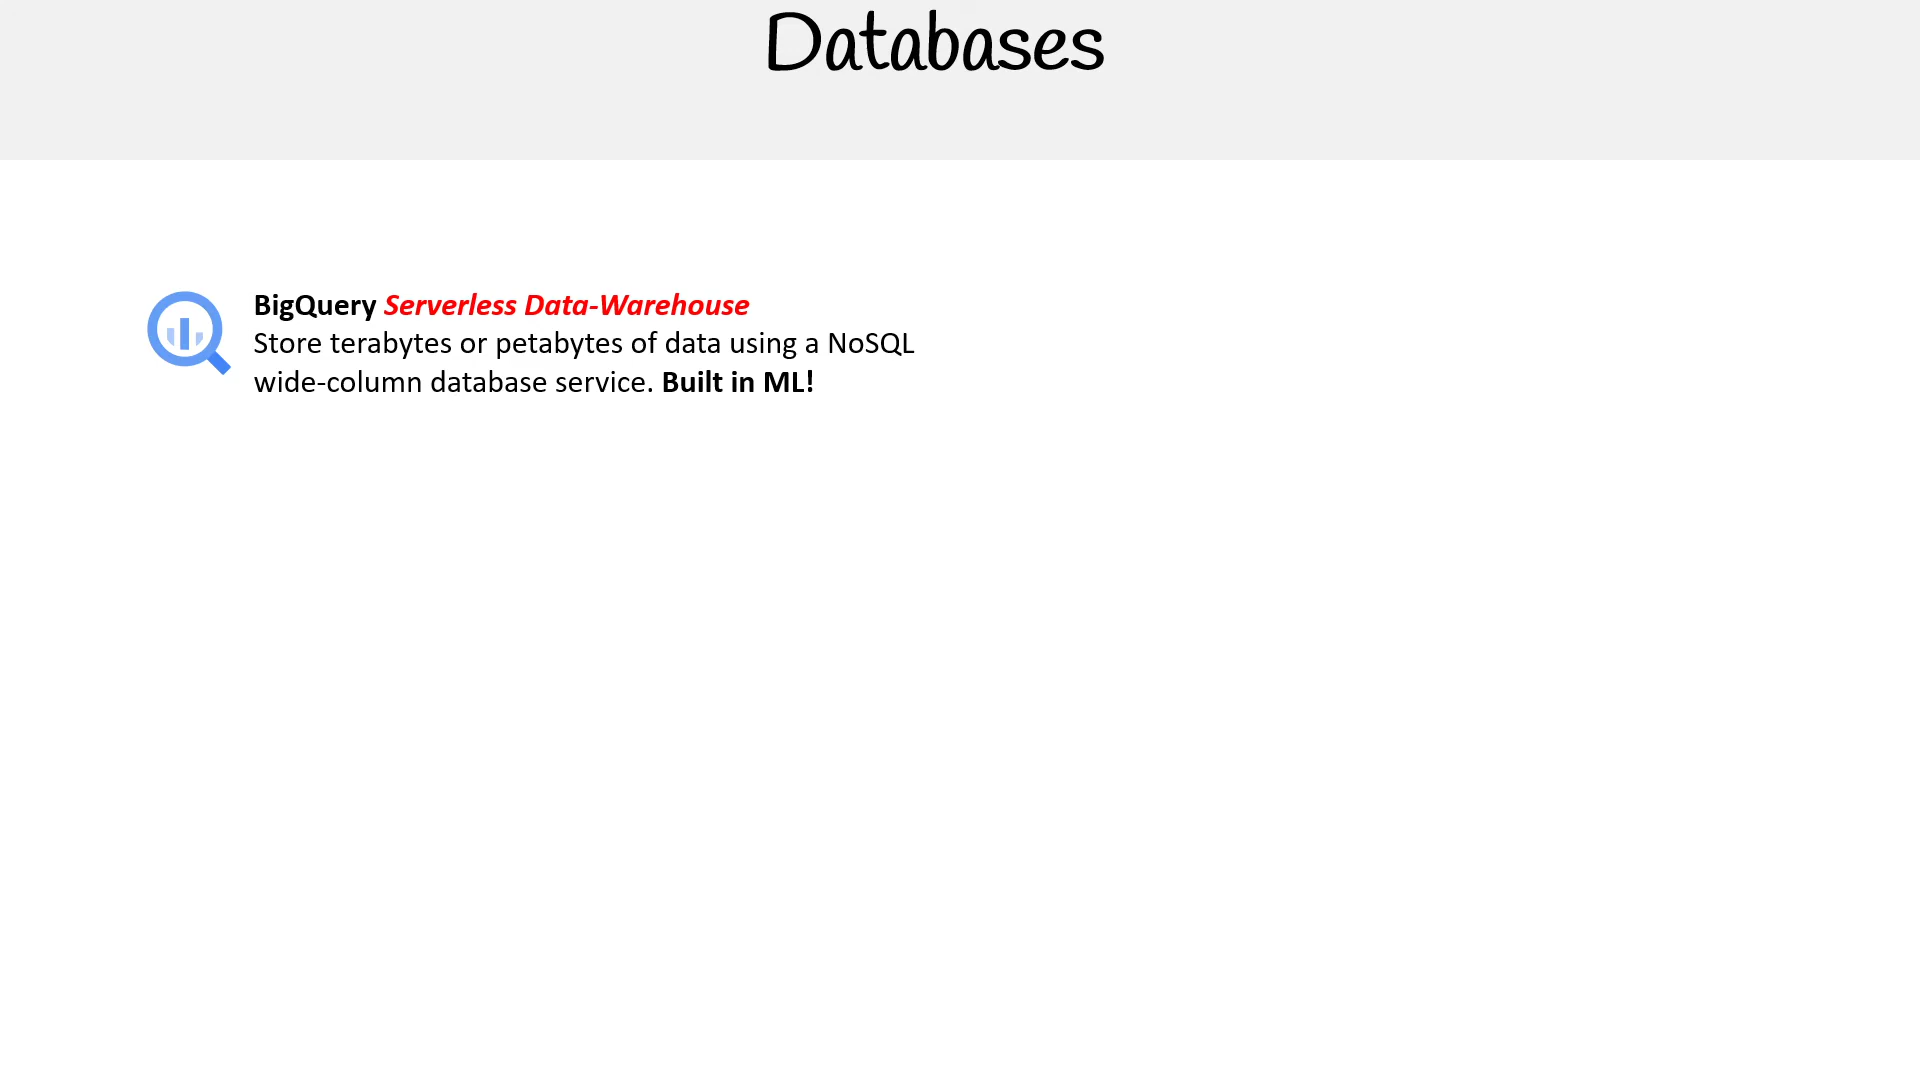 Databases
BigQuery Serverless Data-Warehouse
Store terabytes or petabytes of data using a NoSQL
wide-column database service. Built in ML!